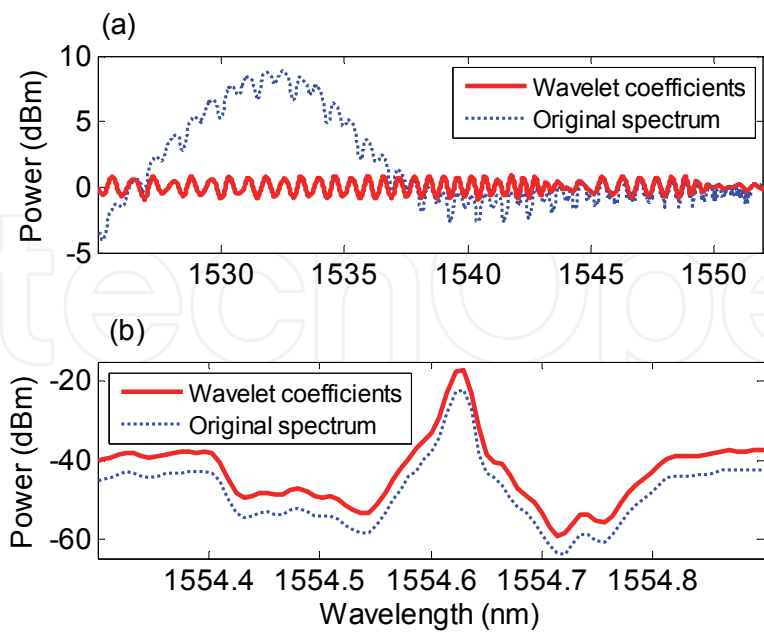 (a)
Power (dBm)
10
5
0
-5
Wavelet coefficients
Original spectrum
1530 1535 1540 1545 1550
(b)
Power (dBm)
-20
-40
-60
Wavelet coefficients
Original spectrum
1554.4 1554.5 1554.6 1554.7 1554.8
Wavelength (nm)